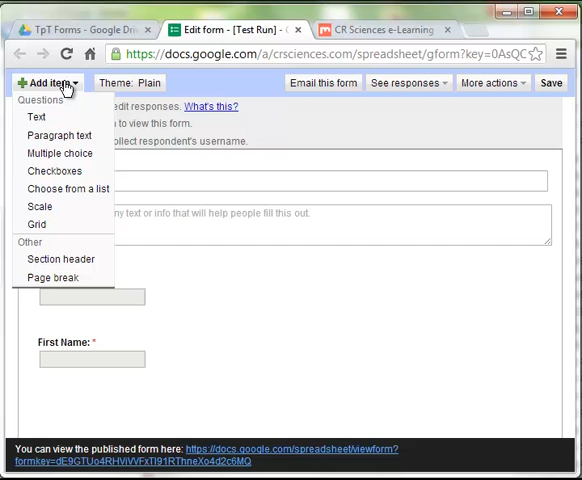 TpT Forms - Google Dri
Edit form - [Test Run] -
CR Sciences e-Learning
https://docs.google.com/a/crsciences.com/spreadsheet/gform?key=0AsQC
Add item
Theme: Plain
Email this form
See responses
More actions
Save
Questions
edit responses. What's this?
Text
n to view this form.
Paragraph text
ollect respondent's username.
Multiple choice
Checkboxes
Choose from a list
Scale
ny text or info that will help people fill this out.
Grid
Other
Section header
Page break
First Name: *
You can view the published form here: https://docs.google.com/spreadsheet/viewform?
formkey=dE9GTUo4RHVIVVFxTl91RThneXo4d2c6MQ